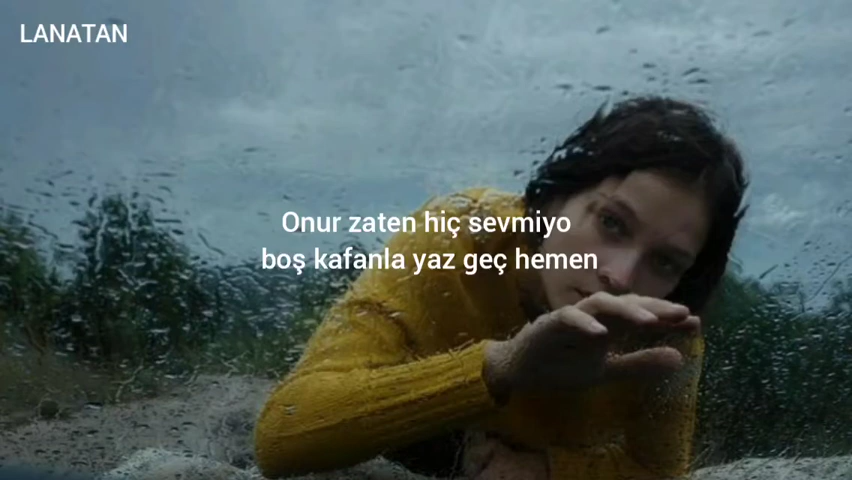 LANATAN
Onur zaten hiç sevmiyo
boş kafanla yaz geç hemen